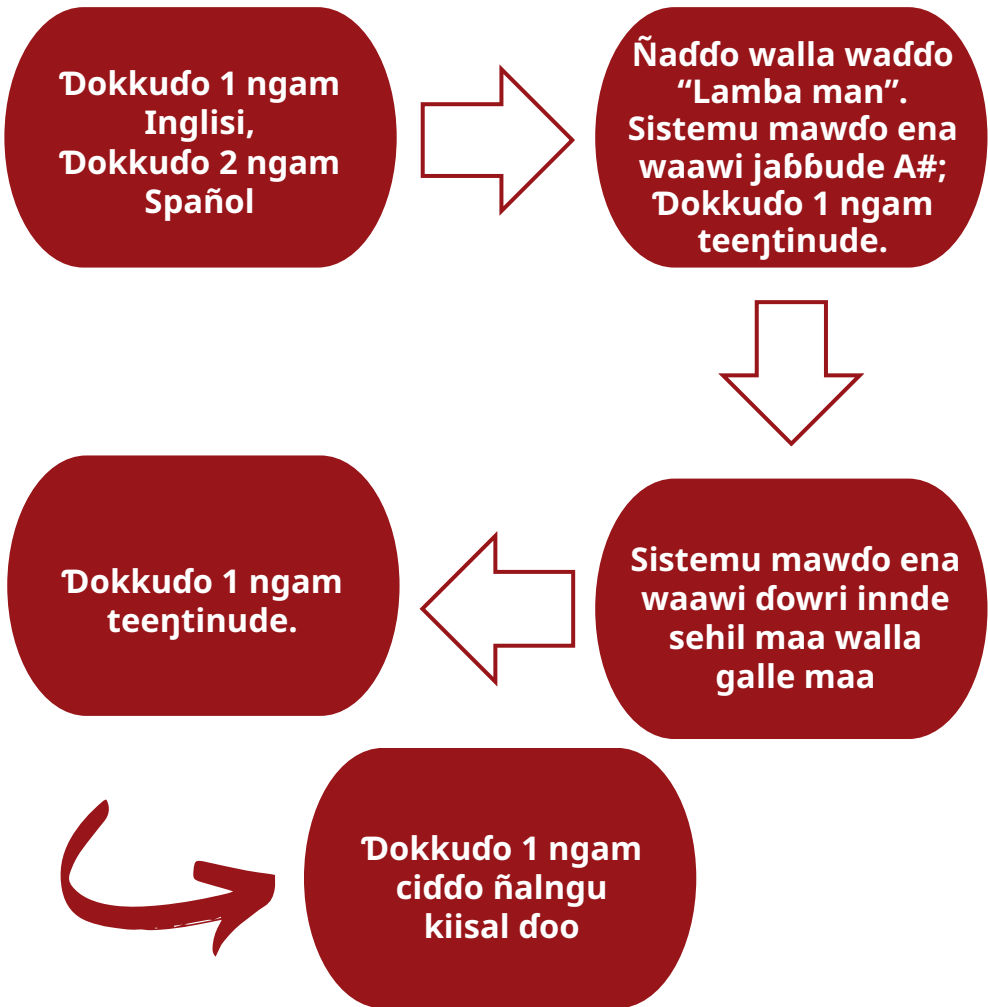 Ɗokkuɗo 1 ngam
Inglisi,
Ɗokkuɗo 2 ngam
Spañol
Ñaɗɗo walla waɗɗo
“Lamba man”.
Sistemu mawɗo ena
waawi jaɓɓude A#;
Ɗokkuɗo 1 ngam
teeŋtinude.
Sistemu mawɗo ena
waawi ɗowri innde
sehil maa walla
galle maa
Ɗokkuɗo 1 ngam
teeŋtinude.
Ɗokkuɗo 1 ngam
ciɗɗo ñalngu
kiisal ɗoo